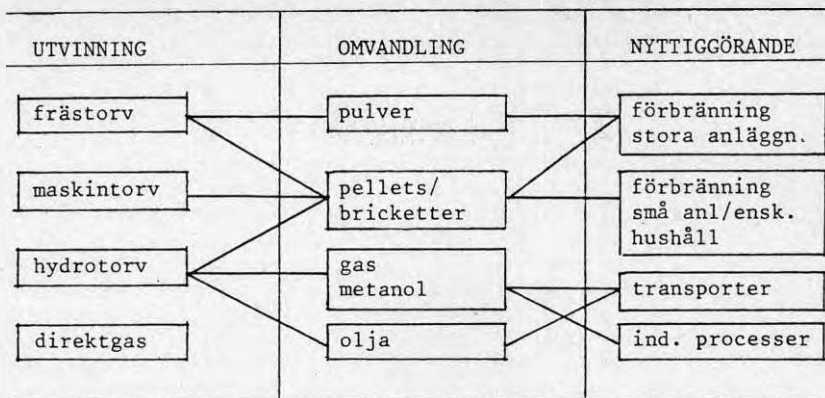 UTVINNING
OMVANDLING
NYTTIGGÖRANDE
frästorv
pulver
förbränning
stora anläggn.
maskintorv
pellets/
bricketter
förbränning
små anl/ensk.
hushåll
hydrotorv
gas
metanol
transporter
direktgas
olja
ind. processer